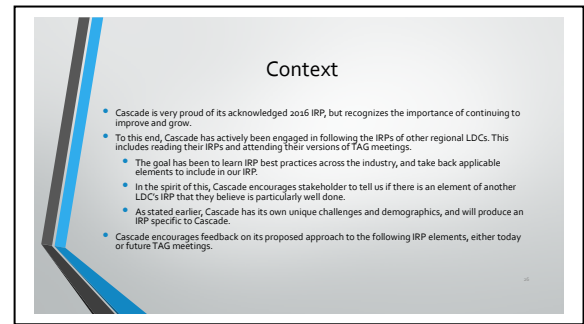 Context
Cascade is very proud of its acknowledged 2016 IRP, but recognizes the importance of continuing to
improve and grow.
To this end, Cascade has actively been engaged in following the IRPs of other regional LDCs. This
includes reading their IRPs and attending their versions of TAG meetings.
The goal has been to learn IRP best practices across the industry, and take back applicable
elements to include in our IRP.
In the spirit of this, Cascade encourages stakeholder to tell us if there is an element of another
LDC's IRP that they believe is particularly well done.
As stated earlier, Cascade has its own unique challenges and demographics, and will produce an
IRP specific to Cascade.
Cascade encourages feedback on its proposed approach to the following IRP elements, either today
or future TAG meetings.